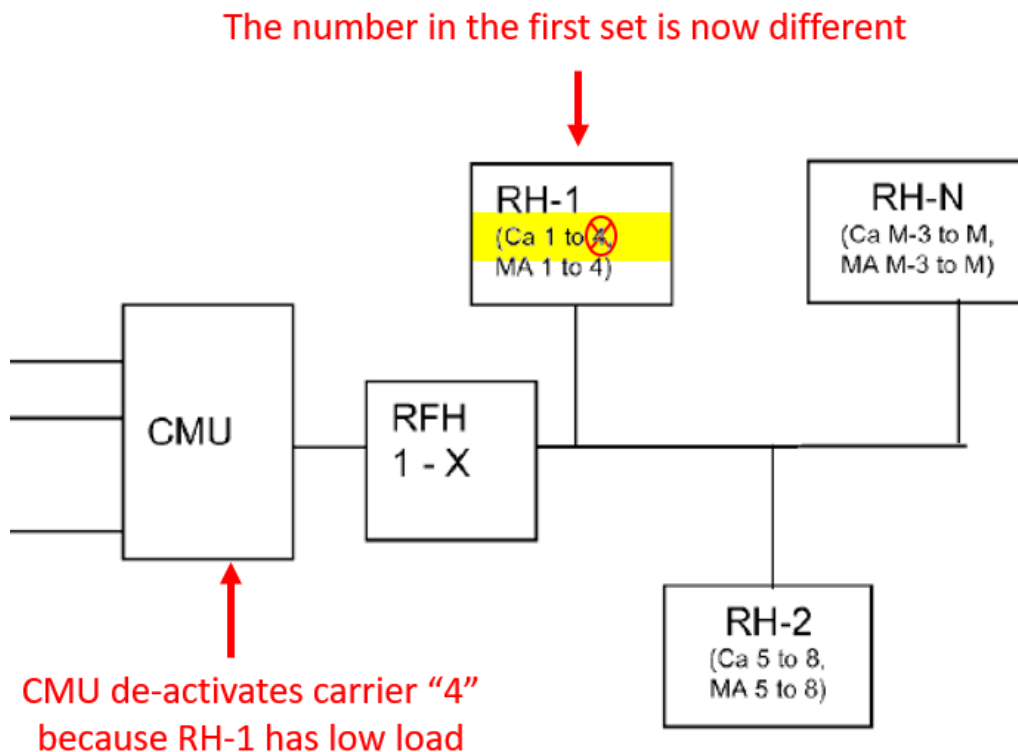 The number in the first set is now different
RH-1
(Ca 1 to 4,
MA 1 to 4)
RH-N
(Ca M-3 to M,
MA M-3 to M)
CMU
RFH
1 - X
RH-2
(Ca 5 to 8,
MA 5 to 8)
CMU de-activates carrier “4”
because RH-1 has low load